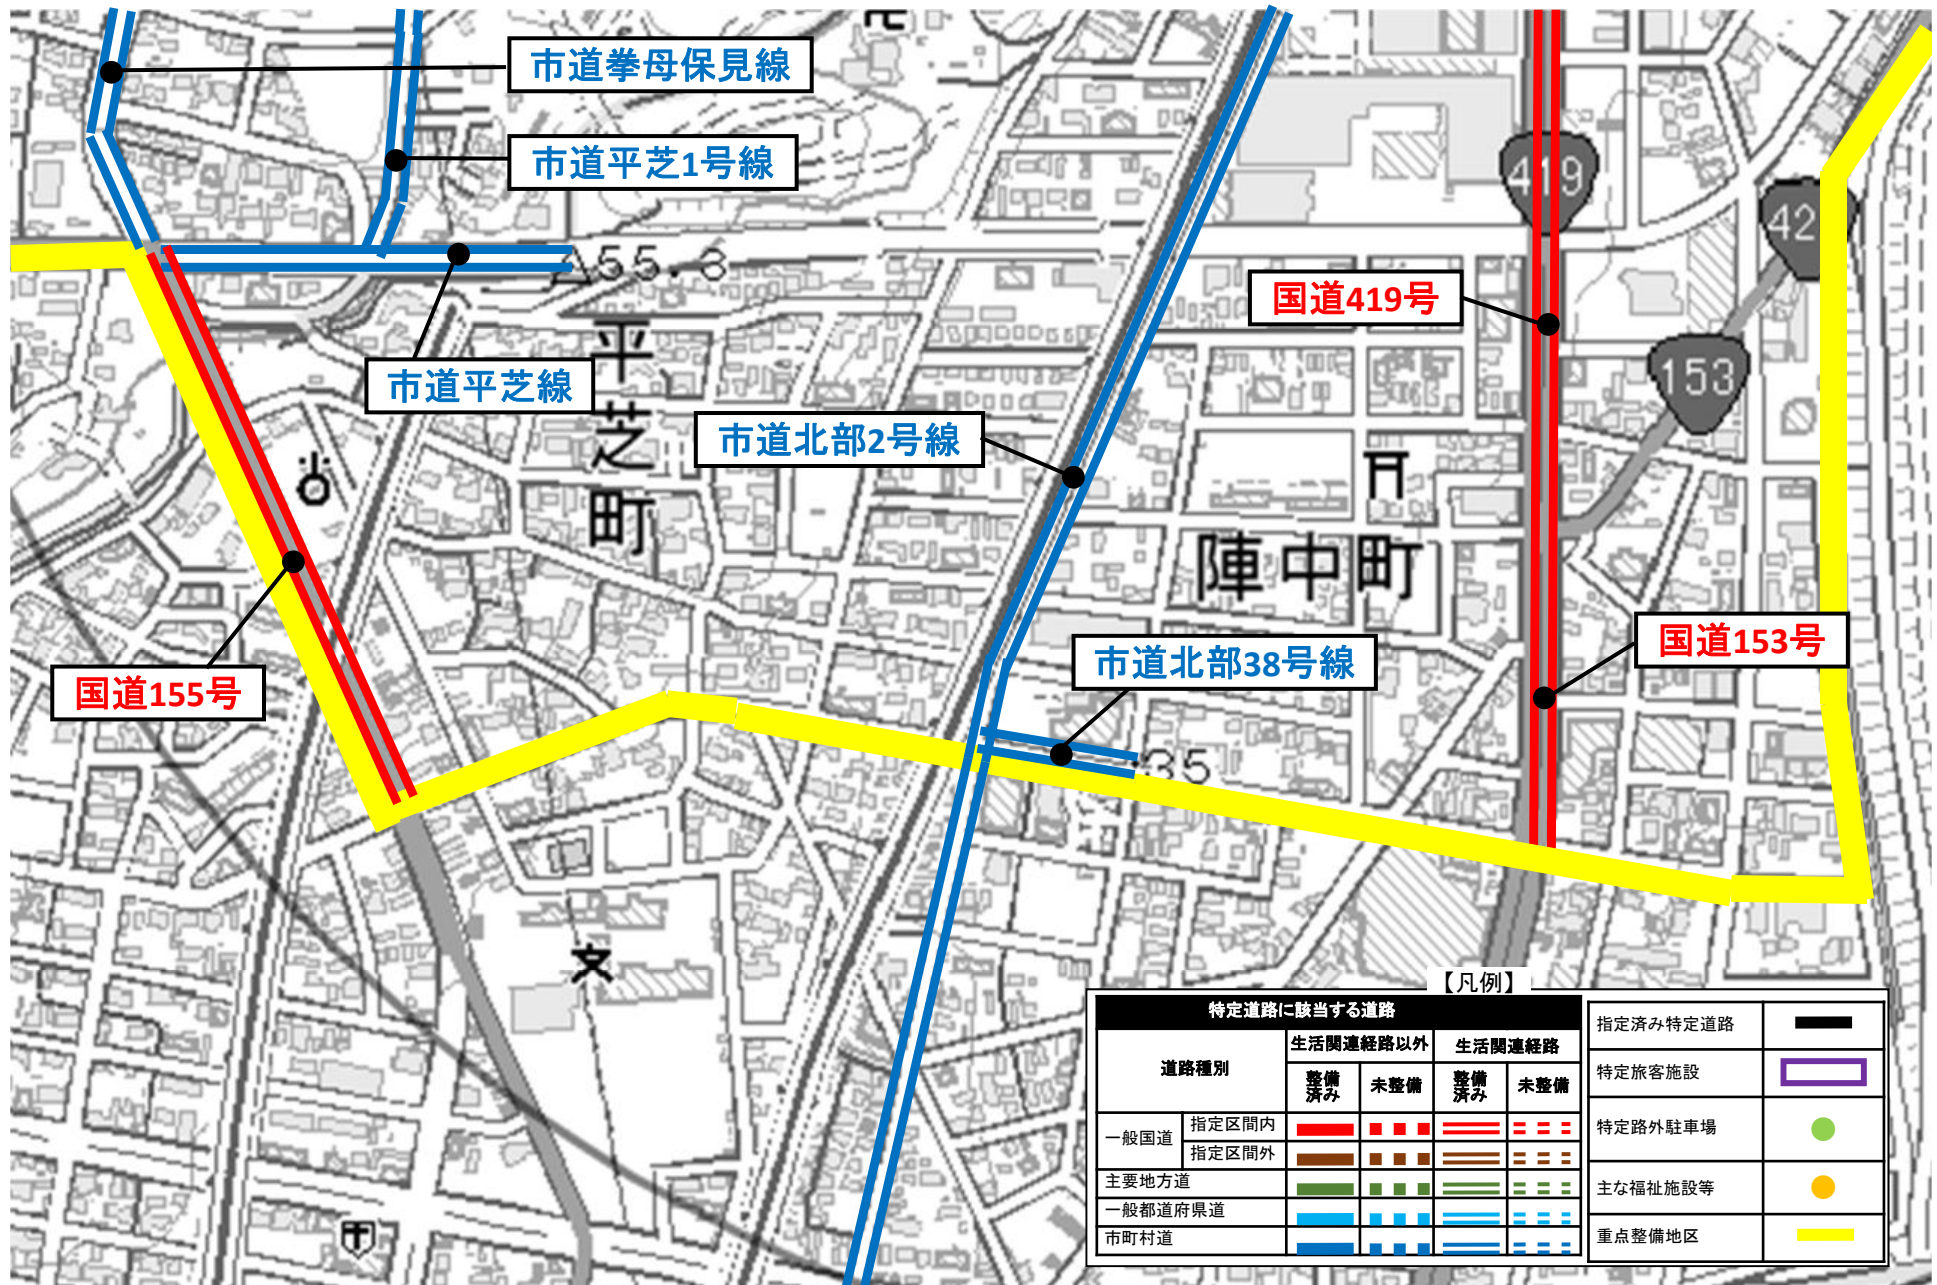 市道挙母保見線
市道平芝1号線
419
42
55.
国道419号
153
市道平芝線
平芝町
市道北部2号線
陣中町
国道153号
市道北部38号線
国道155号
35
文
【凡例】
特定道路に該当する道路
道路種別
生活関連経路以外
生活関連経路
整備済み
未整備
整備済み
未整備
一般国道
指定区間内
指定区間外
主要地方道
一般都道府県道
市町村道
指定済み特定道路
特定旅客施設
特定路外駐車場
主な福祉施設等
重点整備地区